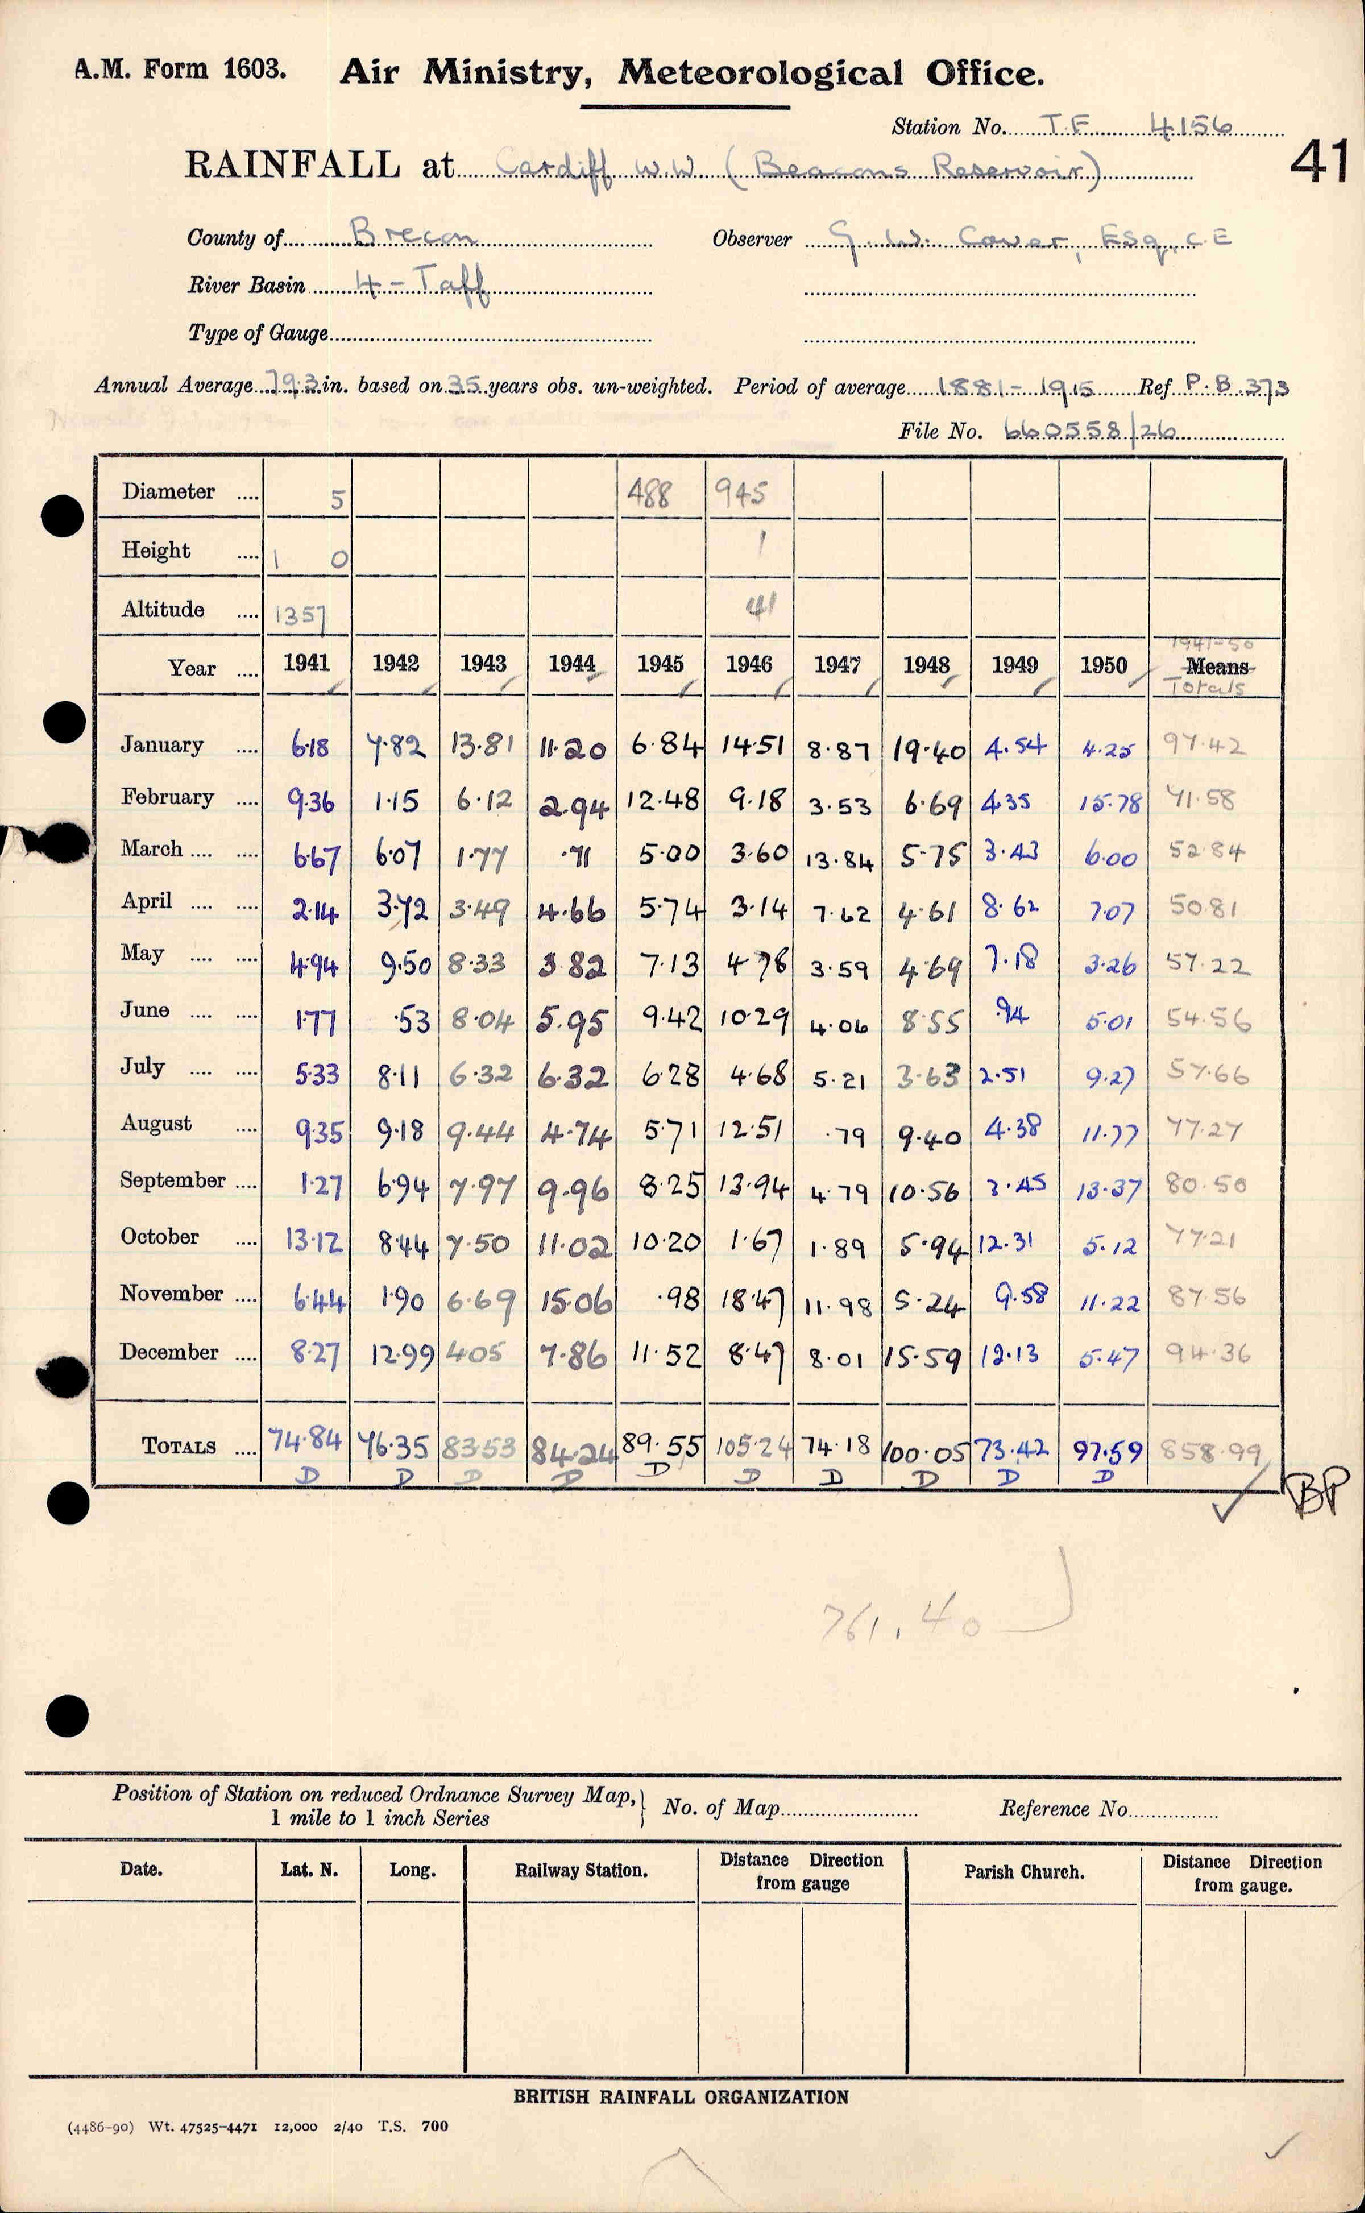 A.M. Form 1603. Air Ministry, Meteorological Office.
Station No. T.F 4156
41
RAINFALL at Cardiff W.W. (Beacons Reservoir)
County of Brecon Observer G. W. Cover, Esq., C.E
River Basin 4 - Taff
Type of Gauge
Annual Average 79.3 in. based on 35 years obs. un-weighted. Period of average 1881 - 1915 Ref P.B.373
File No. 660558/26
Diameter 5 488 945
Height 1 0 1
Altitude 1357 41
1941-50
Year 1941 1942 1943 1944 1945 1946 1947 1948 1949 1950 Means
Totals
January 6.18 7.82 13.81 11.20 6.84 14.51 8.87 19.40 4.54 4.25 97.42
February 9.36 1.15 6.12 2.94 12.48 9.18 3.53 6.69 4.35 15.78 71.58
March 6.67 6.07 1.77 .71 5.00 3.60 13.84 5.75 3.43 6.00 52.84
April 2.14 3.72 3.49 4.66 5.74 3.14 7.62 4.61 8.62 7.07 50.81
May 4.94 9.50 8.33 3.82 7.13 4.78 3.59 4.69 7.18 3.26 57.22
June 1.77 .53 8.04 5.95 9.42 10.29 4.06 8.55 .94 5.01 54.56
July 5.33 8.11 6.32 6.32 6.28 4.68 5.21 3.63 2.51 9.27 57.66
August 9.35 9.18 9.44 4.74 5.71 12.51 .79 9.40 4.38 11.77 77.27
September 1.27 6.94 7.97 9.96 8.25 13.94 4.79 10.56 3.45 13.37 80.50
October 13.12 8.44 7.50 11.02 10.20 1.67 1.89 5.94 12.31 5.12 77.21
November 6.44 1.90 6.69 15.06 .98 18.47 11.98 5.24 9.58 11.22 87.56
December 8.27 12.99 4.05 7.86 11.52 8.47 8.01 15.59 12.13 5.47 94.36
TOTALS 74.84 76.35 83.53 84.24 89.55 105.24 74.18 100.05 73.42 97.59 858.99
D D D D D D D D D D
BP
761.40
Position of Station on reduced Ordnance Survey Map, 1 mile to 1 inch Series No. of Map Reference No.
Date. Lat. N. Long. Railway Station. Distance Direction from gauge Parish Church. Distance Direction from gauge.
BRITISH RAINFALL ORGANIZATION
(4486-90) Wt. 47525-4471 12,000 2/40 T.S. 700